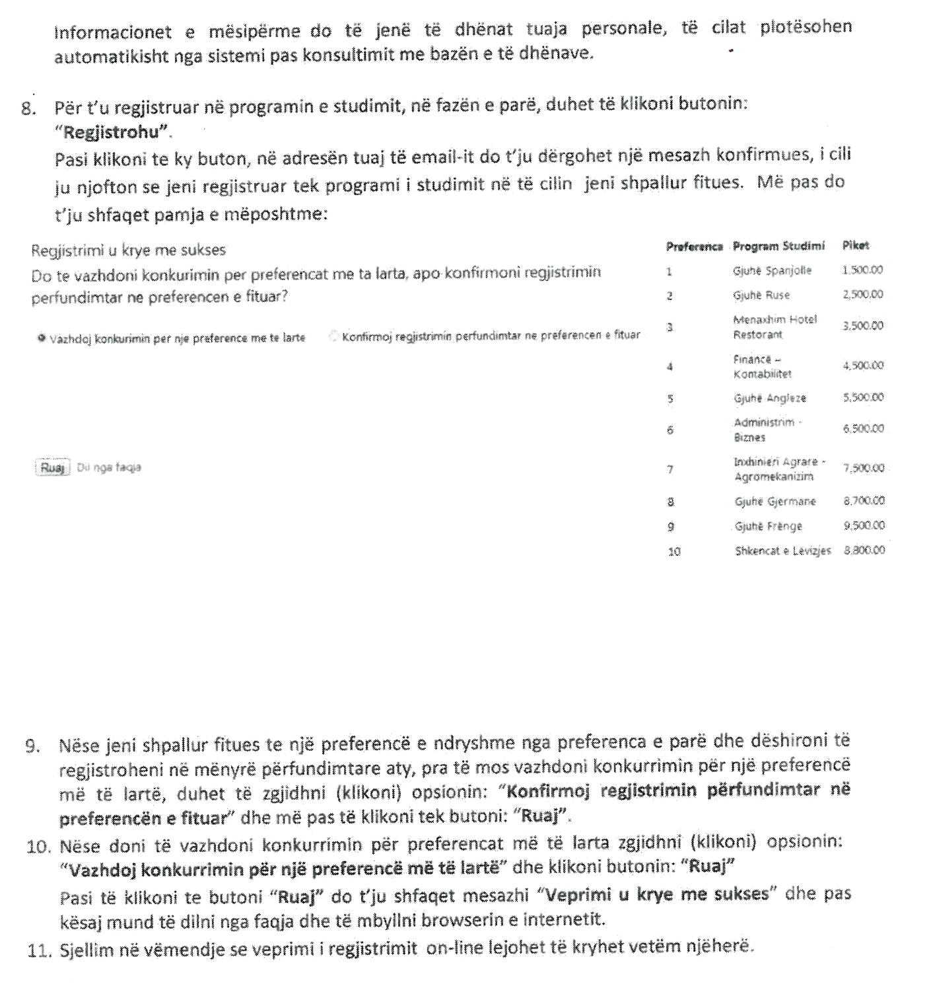 Informacionet e mësipërme do të jenë të dhënat tuaja personale, të cilat plotësohen
automatikisht nga sistemi pas konsultimit me bazën e të dhënave.
8. Për t'u regjistruar në programin e studimit, në fazën e parë, duhet të klikoni butonin:
"Regjistrohu".
Pasi klikoni te ky buton, në adresën tuaj të email-it do t'ju dërgohet një mesazh konfirmues, i cili
ju njofton se jeni regjistruar tek programi i studimit në të cilin jeni shpallur fitues. Më pas do
t'ju shfaqet pamja e mëposhtme:
Regjistrimi u krye me sukses
Do te vazhdoni konkurimin per preferencat me ta larta, apo konfirmoni regjistrimin
perfundimtar ne preferencen e fituar?
Vazhdoj konkurimin per nje preference me te larte Konfirmoj regjistrimin perfundimtar ne preferencen e fituar
Ruaj Dil nga faqja
Preferenca Program Studimi Piket
1 Gjuhë Spanjolle 1,500.00
2 Gjuhë Ruse 2,500.00
3 Menaxhim Hotel
Restorant 3,500.00
4 Financë –
Kontabilitet 4,500.00
5 Gjuhë Angleze 5,500.00
6 Administrim -
Biznes 6,500.00
7 Inxhinieri Agrare -
Agromekanizim 7,500.00
8 Gjuhë Gjermane 8,700.00
9 Gjuhë Frënge 9,500.00
10 Shkencat e Lëvizjes 8,800.00
9. Nëse jeni shpallur fitues te një preferencë e ndryshme nga preferenca e parë dhe dëshironi të
regjistroheni në mënyrë përfundimtare aty, pra të mos vazhdoni konkurrimin për një preferencë
më të lartë, duhet të zgjidhni (klikoni) opsionin: "Konfirmoj regjistrimin përfundimtar në
preferencën e fituar" dhe më pas të klikoni tek butoni: "Ruaj".
10. Nëse doni të vazhdoni konkurrimin për preferencat më të larta zgjidhni (klikoni) opsionin:
"Vazhdoj konkurrimin për një preferencë më të lartë" dhe klikoni butonin: "Ruaj"
Pasi të klikoni te butoni "Ruaj" do t'ju shfaqet mesazhi "Veprimi u krye me sukses" dhe pas
kësaj mund të dilni nga faqja dhe të mbyllni browserin e internetit.
11. Sjellim në vëmendje se veprimi i regjistrimit on-line lejohet të kryhet vetëm njëherë.